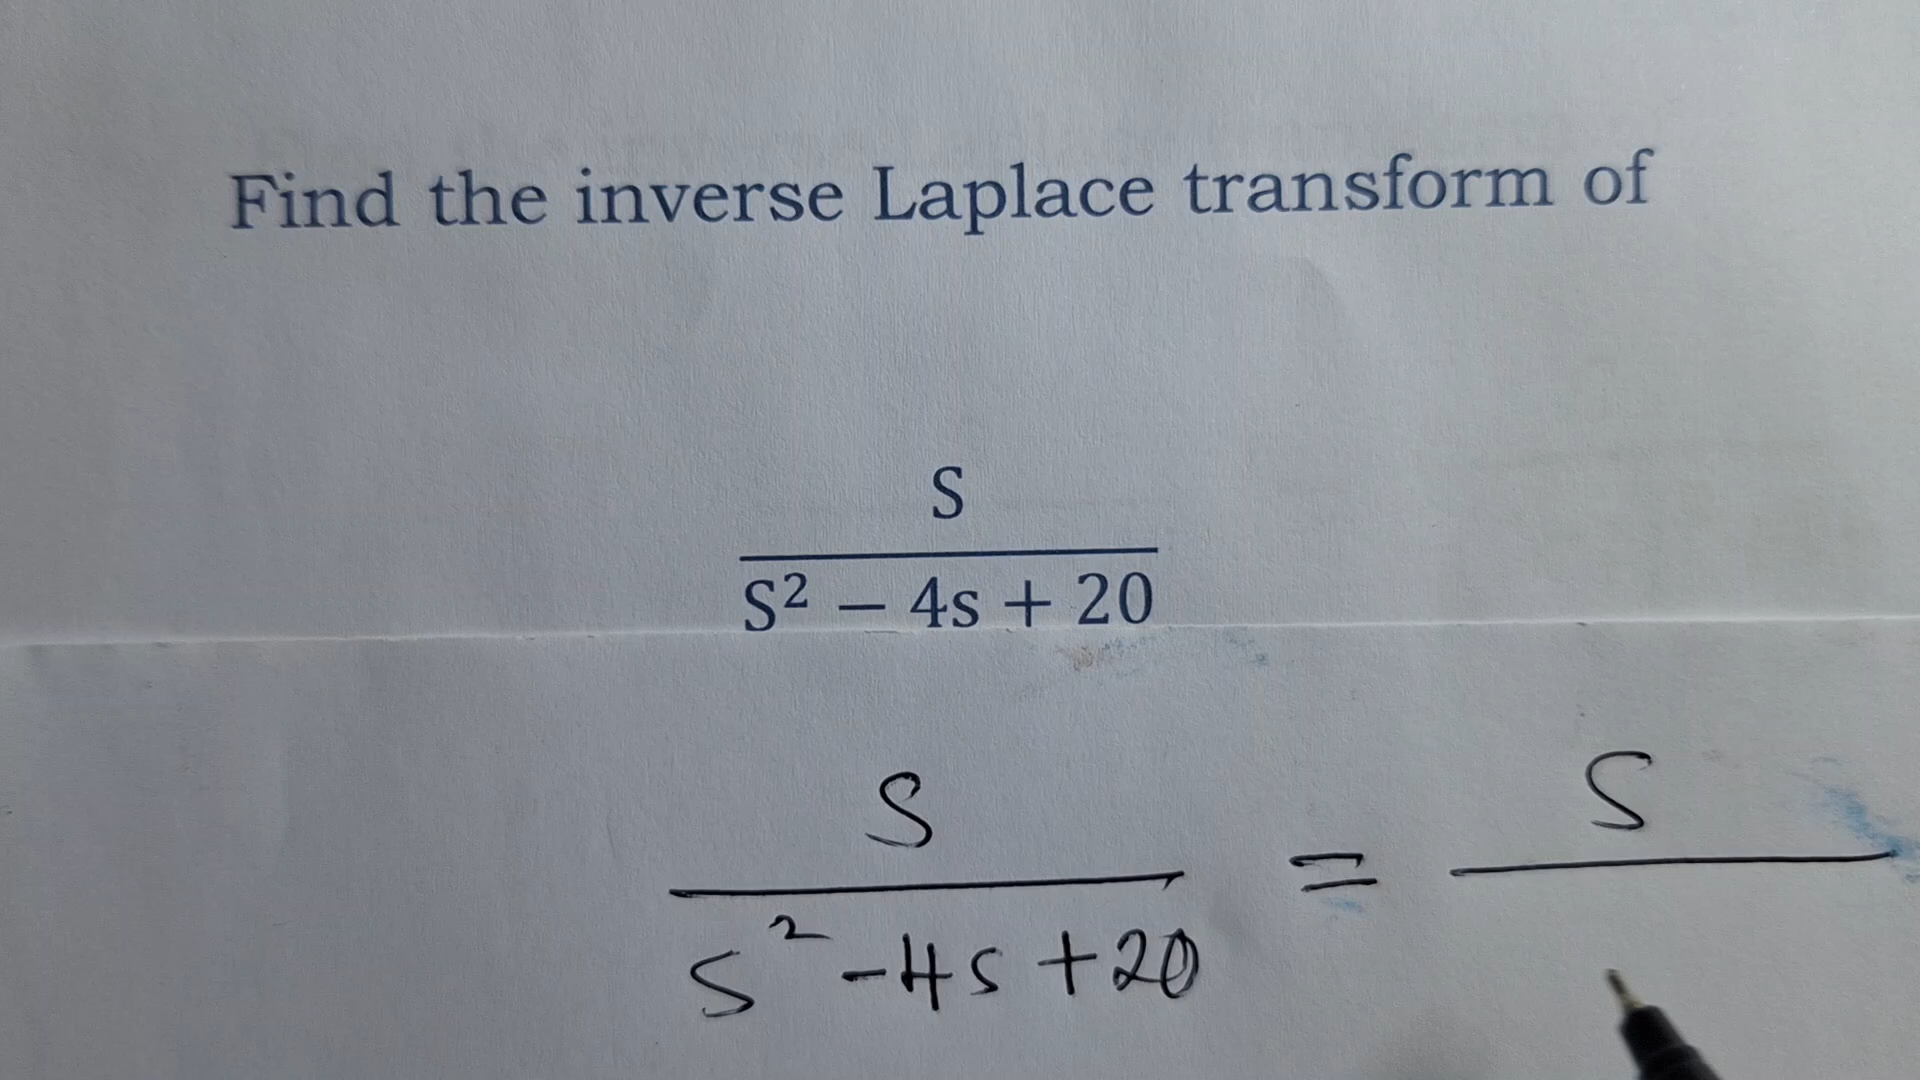 Find the inverse Laplace transform of
S
S² − 4s + 20
S = S
s² -4s +20